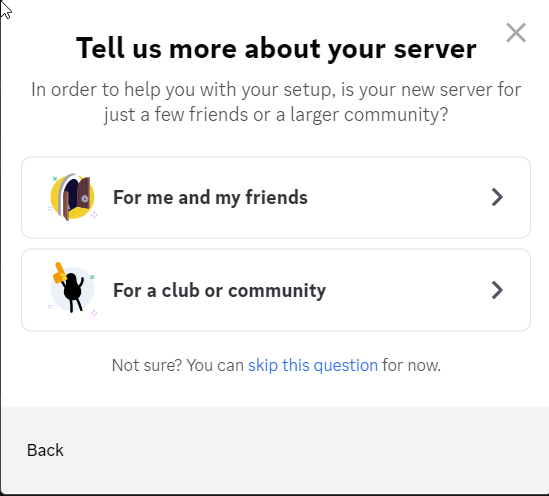 Tell us more about your server
In order to help you with your setup, is your new server for
just a few friends or a larger community?
For me and my friends
For a club or community
Not sure? You can skip this question for now.
Back